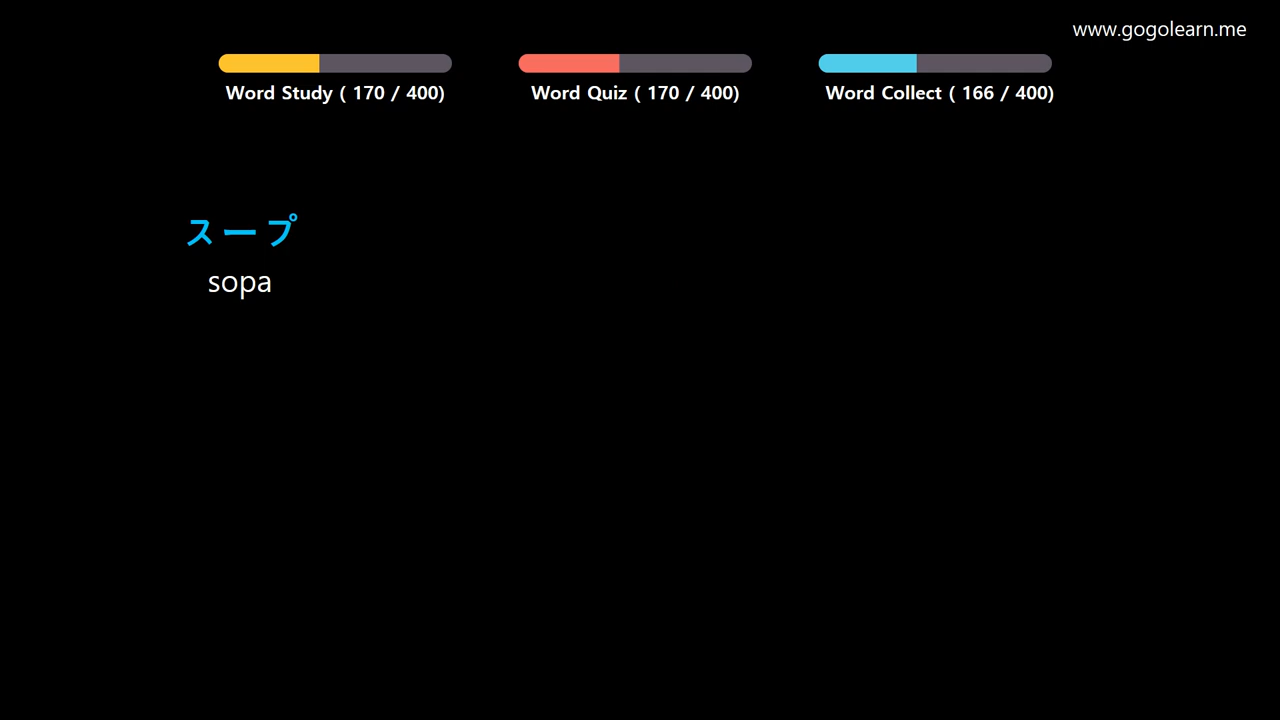 www.gogolearn.me
Word Study ( 170 / 400)
Word Quiz ( 170 / 400)
Word Collect ( 166 / 400)
スープ
sopa